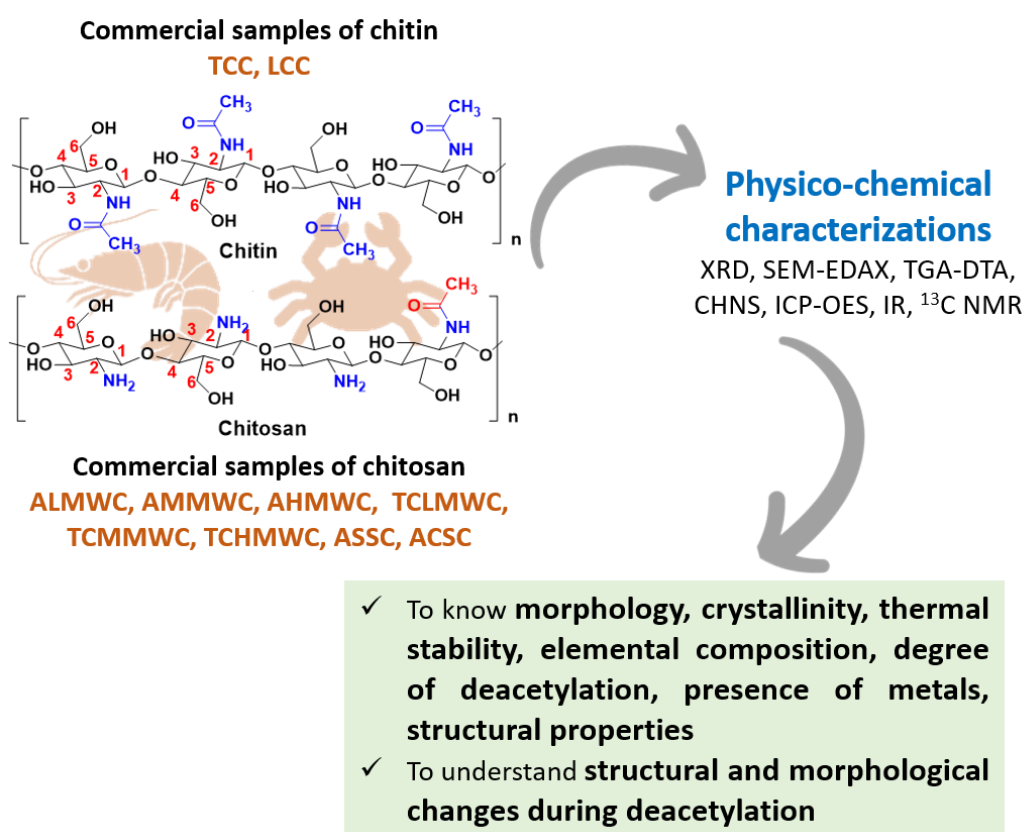 Commercial samples of chitin
TCC, LCC
CH3
O
NH
OH
6
5
4
O
HO
3
2
1
NH
O
CH3
O
HO
3
2
1
4
5
O
6
OH
O
OH
O
HO
NH
O
CH3
O
CH3
O
NH
HO
O
OH
O
n
Chitin
OH
6
5
4
O
O
HO
3
2
1
NH2
O
HO
3
NH2
2
1
4
5
O
6
OH
O
OH
O
HO
NH2
O
CH3
O
NH
HO
O
OH
O
n
Chitosan
Commercial samples of chitosan
ALMWC, AMMWC, AHMWC, TCLMWC,
TCMMWC, TCHMWC, ASSC, ACSC
Physico-chemical
characterizations
XRD, SEM-EDAX, TGA-DTA,
CHNS, ICP-OES, IR, 13C NMR
✓ To know morphology, crystallinity, thermal
stability, elemental composition, degree
of deacetylation, presence of metals,
structural properties
✓ To understand structural and morphological
changes during deacetylation